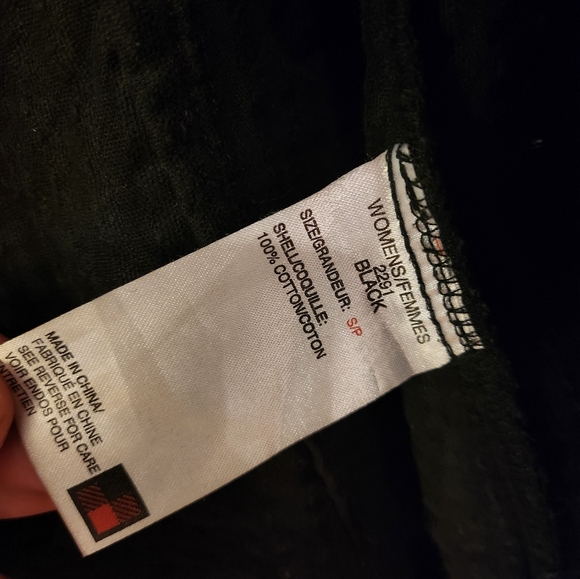 WOMENS/FEMMES
2291
BLACK
SIZE/GRANDEUR: S/P
SHELL/COQUILLE:
100% COTTON/COTON
MADE IN CHINA/
FABRIQUÉ EN CHINE
SEE REVERSE FOR CARE
VOIR ENDOS POUR
ENTRETIEN